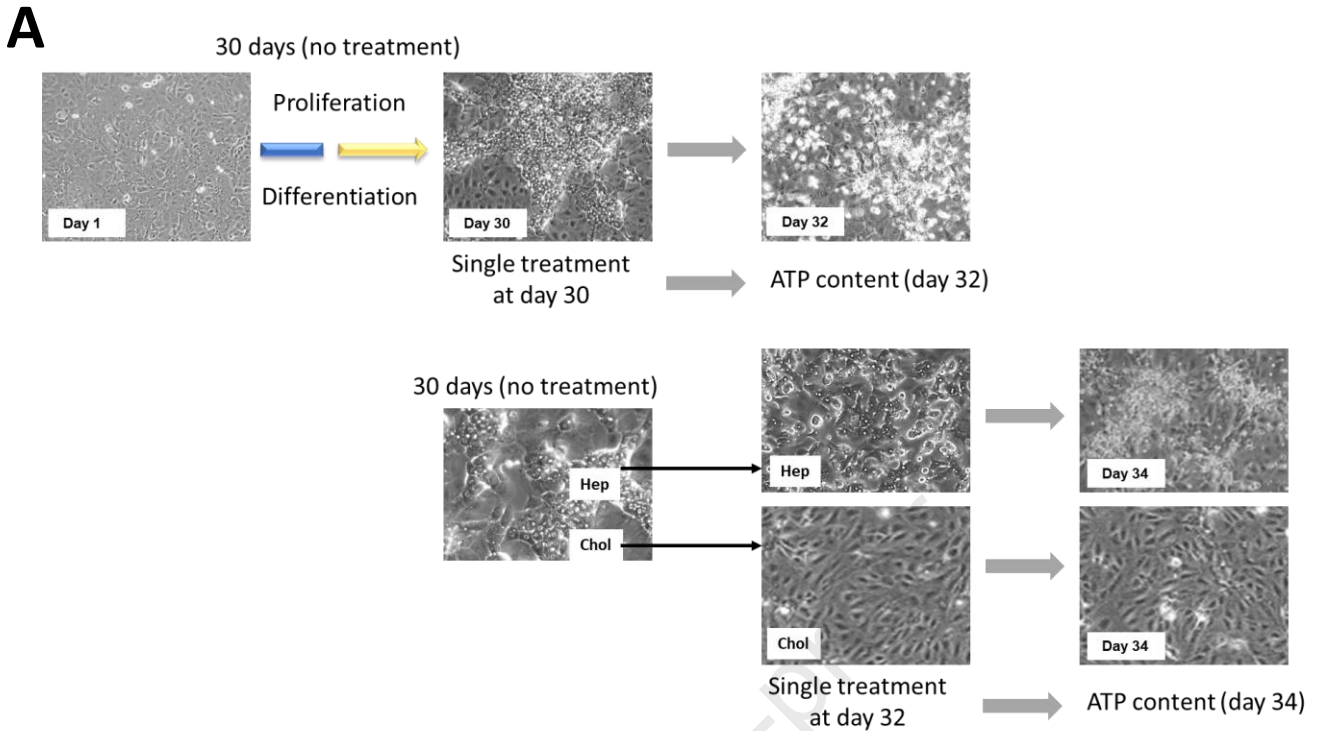 A
30 days (no treatment)
Proliferation
Differentiation
Day 1
Day 30
Day 32
Single treatment
at day 30
ATP content (day 32)
30 days (no treatment)
Hep
Chol
Hep
Day 34
Chol
Day 34
Single treatment
at day 32
ATP content (day 34)